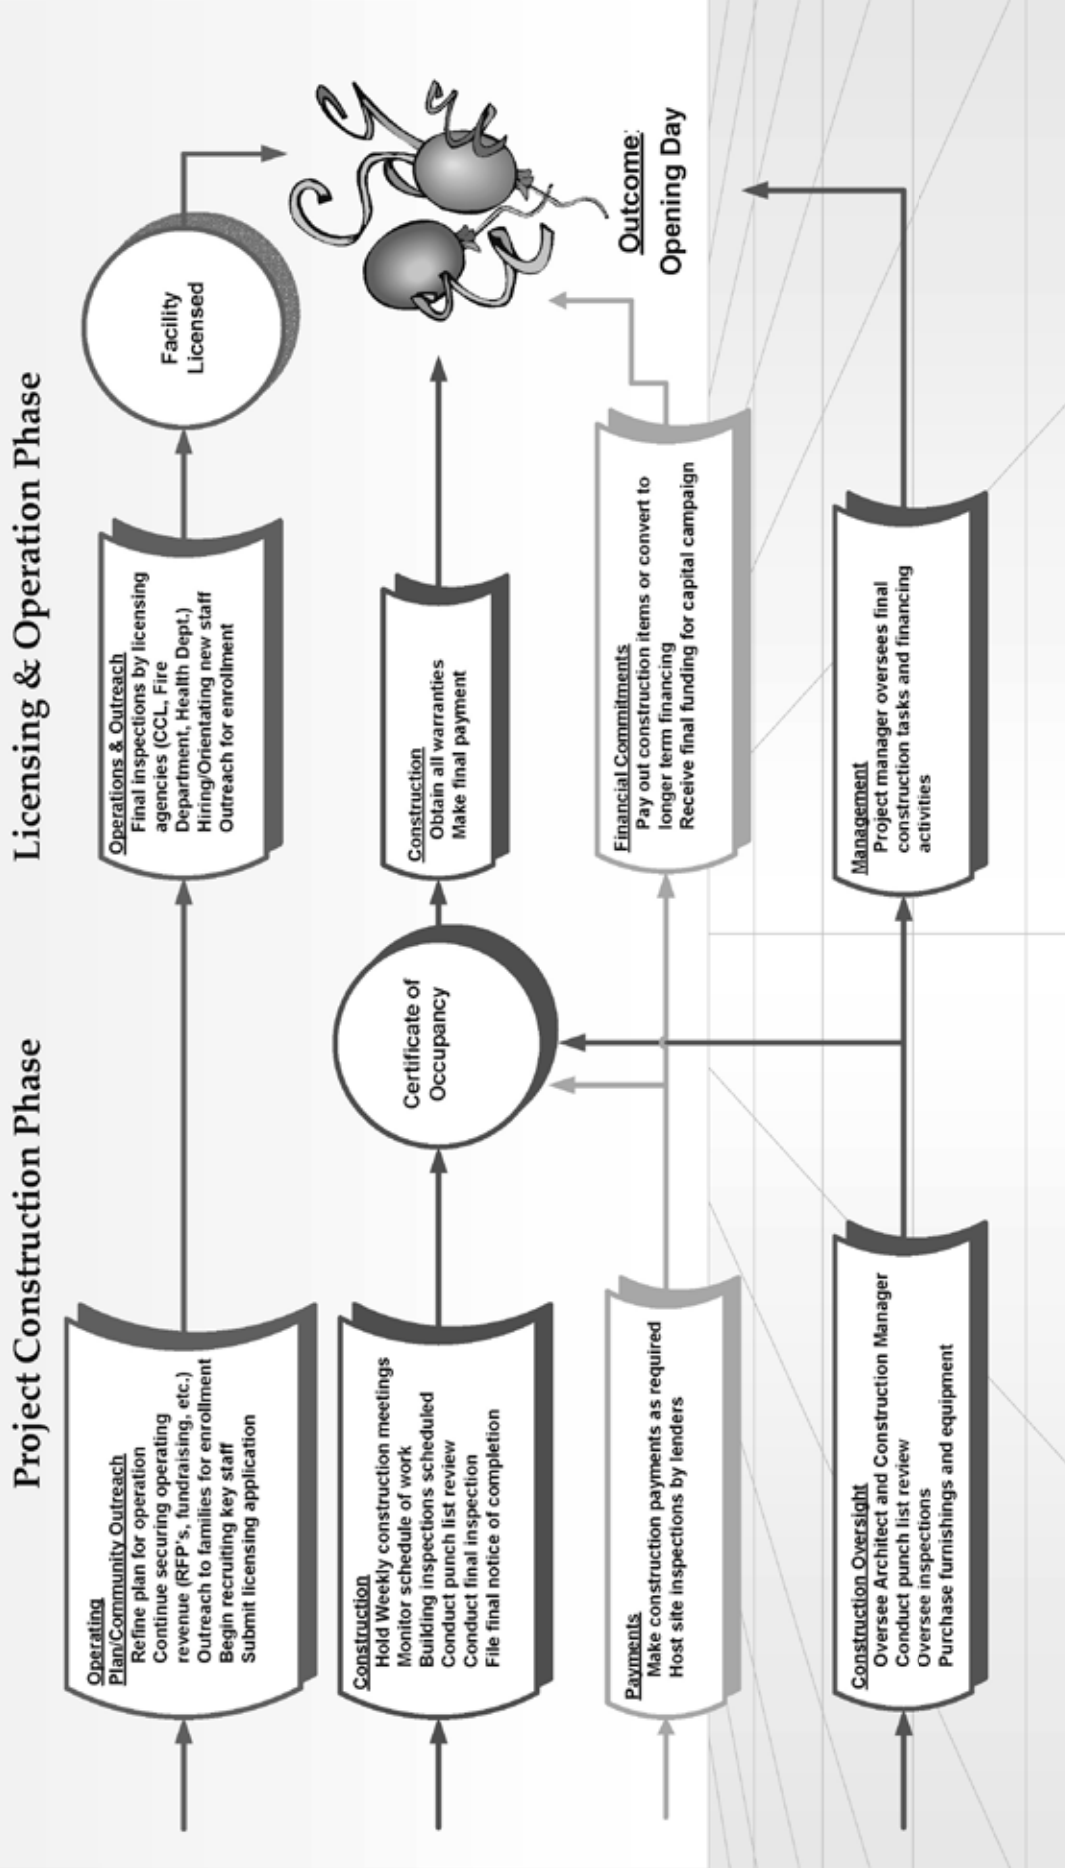 Project Construction Phase
Licensing & Operation Phase
Operating
Plan/Community Outreach
Refine plan for operation
Continue securing operating
revenue (RFP's, fundraising, etc.)
Outreach to families for enrollment
Begin recruiting key staff
Submit licensing application
Operations & Outreach
Final inspections by licensing
agencies (CCL, Fire
Department, Health Dept.)
Hiring/Orientating new staff
Outreach for enrollment
Facility
Licensed
Construction
Hold Weekly construction meetings
Monitor schedule of work
Building inspections scheduled
Conduct punch list review
Conduct final inspection
File final notice of completion
Certificate of
Occupancy
Construction
Obtain all warranties
Make final payment
Outcome:
Opening Day
Payments
Make construction payments as required
Host site inspections by lenders
Financial Commitments
Pay out construction items or convert to
longer term financing
Receive final funding for capital campaign
Construction Oversight
Oversee Architect and Construction Manager
Conduct punch list review
Oversee inspections
Purchase furnishings and equipment
Management
Project manager oversees final
construction tasks and financing
activities